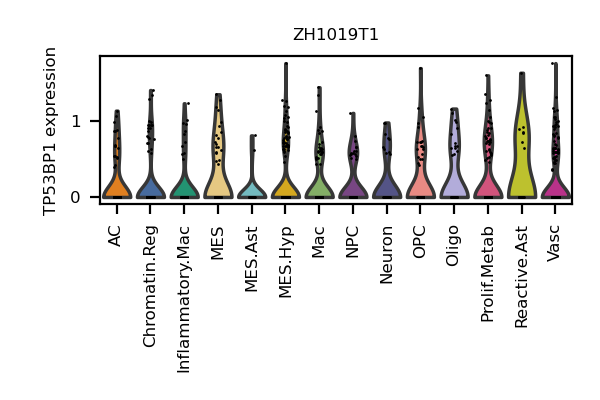 ZH1019T1
TP53BP1 expression
1
0
AC
Chromatin.Reg
Inflammatory.Mac
MES
MES.Ast
MES.Hyp
Mac
NPC
Neuron
OPC
Oligo
Prolif.Metab
Reactive.Ast
Vasc